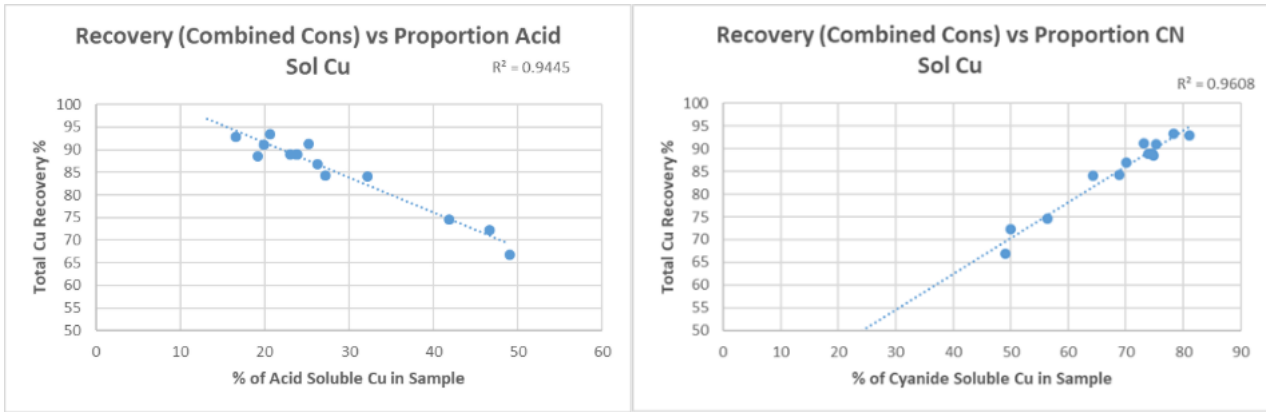 Recovery (Combined Cons) vs Proportion Acid
Sol Cu
R² = 0.9445
Total Cu Recovery %
100
95
90
85
80
75
70
65
60
55
50
0 10 20 30 40 50 60
% of Acid Soluble Cu in Sample
Recovery (Combined Cons) vs Proportion CN
Sol Cu
R² = 0.9608
Total Cu Recovery %
100
95
90
85
80
75
70
65
60
55
50
0 10 20 30 40 50 60 70 80 90
% of Cyanide Soluble Cu in Sample